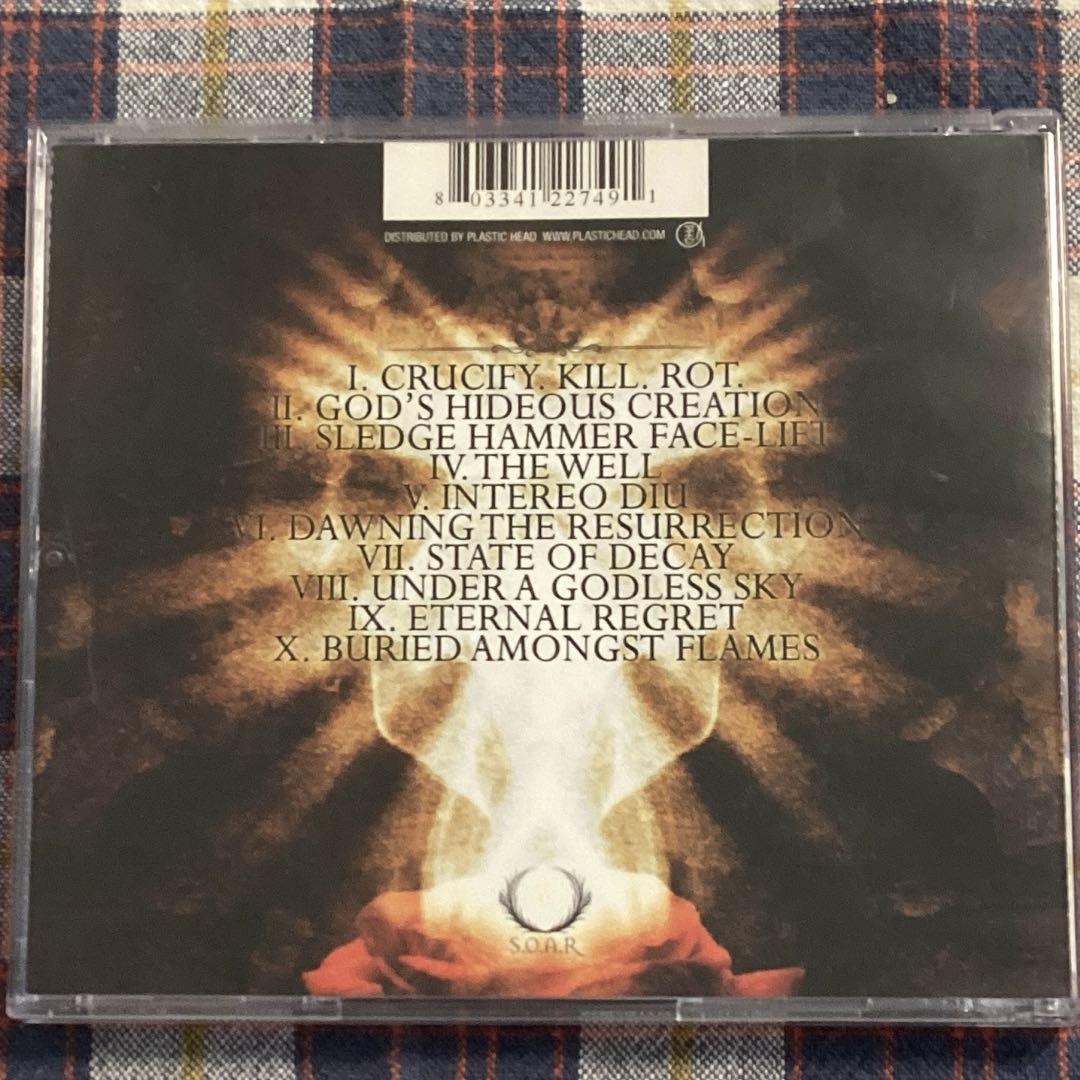 8 03341 22749 1
DISTRIBUTED BY PLASTIC HEAD WWW.PLASTICHEAD.COM
I. CRUCIFY. KILL. ROT.
II. GOD'S HIDEOUS CREATION
III. SLEDGE HAMMER FACE-LIFT
IV. THE WELL
V. INTEREO DIU
VI. DAWNING THE RESURRECTION
VII. STATE OF DECAY
VIII. UNDER A GODLESS SKY
IX. ETERNAL REGRET
X. BURIED AMONGST FLAMES
S.O.A.R